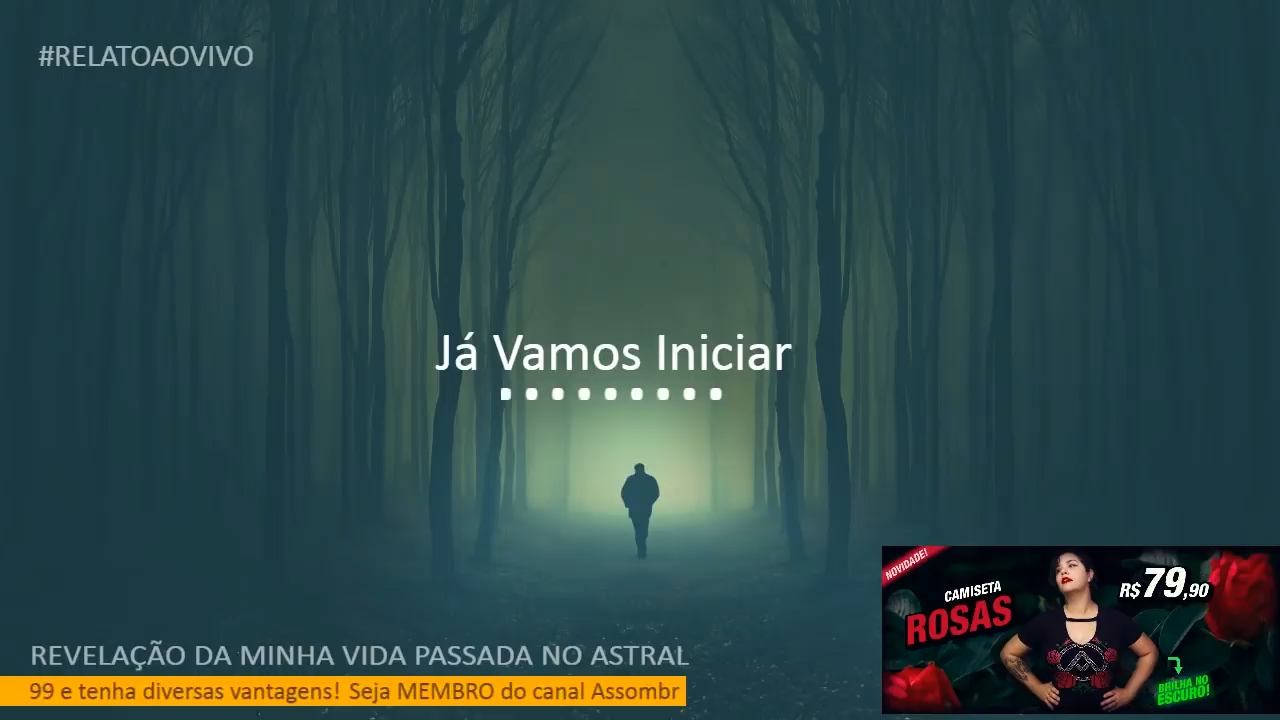 #RELATOAOVIVO
Já Vamos Iniciar
REVELAÇÃO DA MINHA VIDA PASSADA NO ASTRAL
99 e tenha diversas vantagens! Seja MEMBRO do canal Assombr
NOVIDADE!
CAMISETA
ROSAS
R$79,90
BRILHA NO
ESCURO!